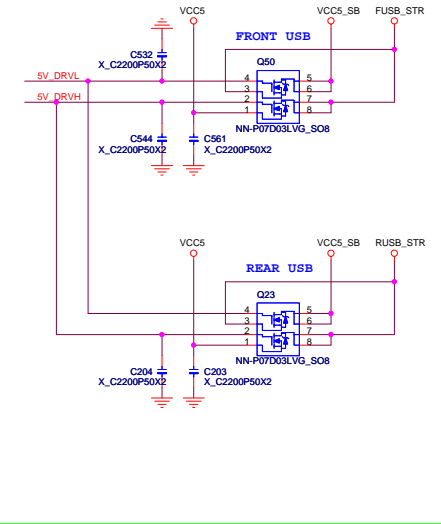 VCC5 VCC5_SB FUSB_STR
FRONT USB
C532
X_C2200P50X2
Q50
5V_DRVL 4 5
3 6
5V_DRVH 2 7
1 8
NN-P07D03LVG_SO8
C544 C561
X_C2200P50X2 X_C2200P50X2
VCC5 VCC5_SB RUSB_STR
REAR USB
Q23
4 5
3 6
2 7
1 8
NN-P07D03LVG_SO8
C204 C203
X_C2200P50X2 X_C2200P50X2